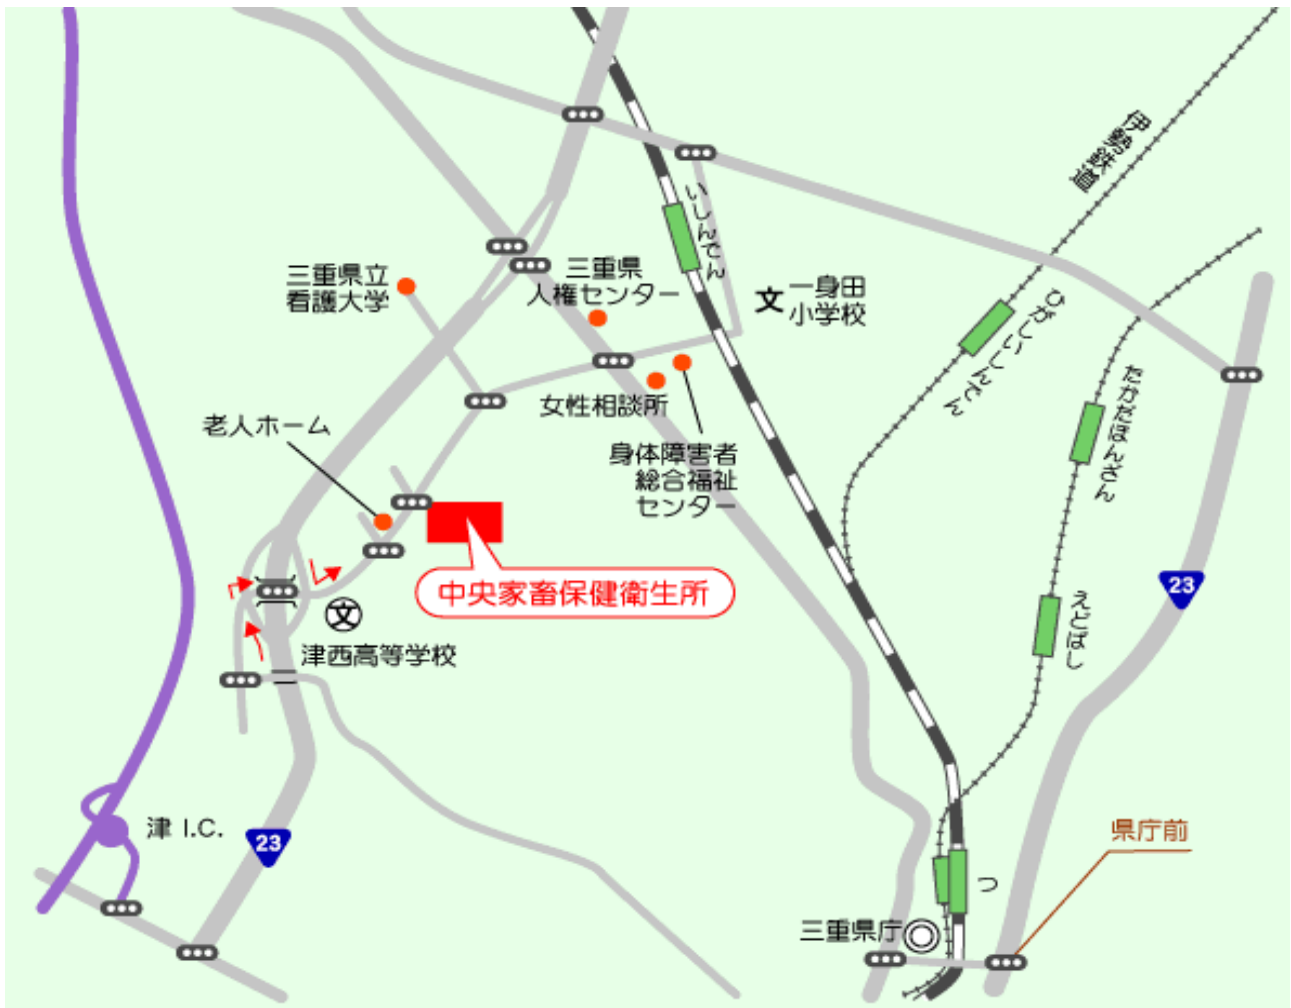 伊勢鉄道
いしんでん
三重県立
看護大学
三重県
人権センター
文
一身田
小学校
ひがしいしんでん
たかだほんざん
女性相談所
老人ホーム
身体障害者
総合福祉
センター
中央家畜保健衛生所
文
津西高等学校
23
えどばし
津 I.C.
23
県庁前
つ
三重県庁